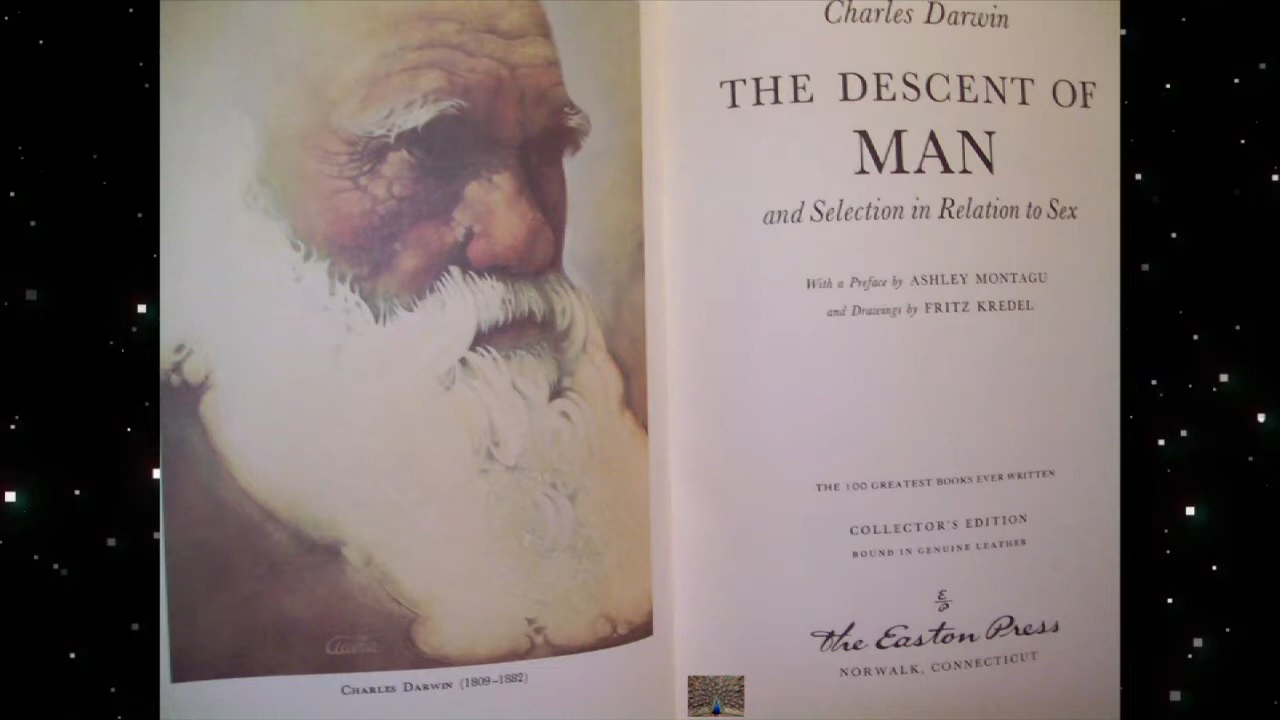 CHARLES DARWIN (1809–1882)
Charles Darwin
THE DESCENT OF
MAN
and Selection in Relation to Sex
With a Preface by ASHLEY MONTAGU
and Drawings by FRITZ KREDEL
THE 100 GREATEST BOOKS EVER WRITTEN
COLLECTOR'S EDITION
BOUND IN GENUINE LEATHER
The Easton Press
NORWALK, CONNECTICUT